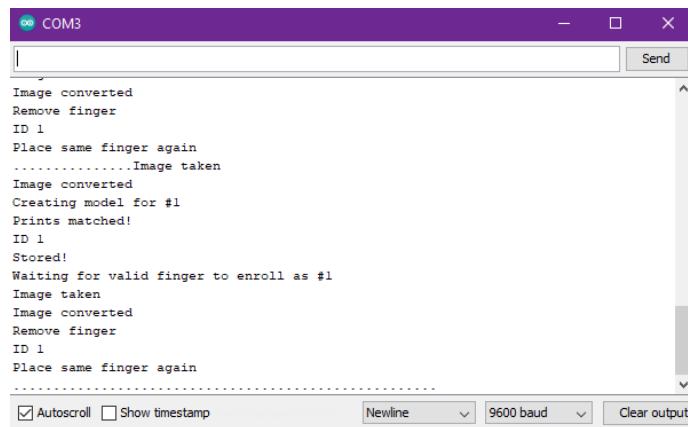 COM3
Send
Image converted
Remove finger
ID 1
Place same finger again
...............Image taken
Image converted
Creating model for #1
Prints matched!
ID 1
Stored!
Waiting for valid finger to enroll as #1
Image taken
Image converted
Remove finger
ID 1
Place same finger again
.....................................................
Autoscroll Show timestamp Newline 9600 baud Clear output